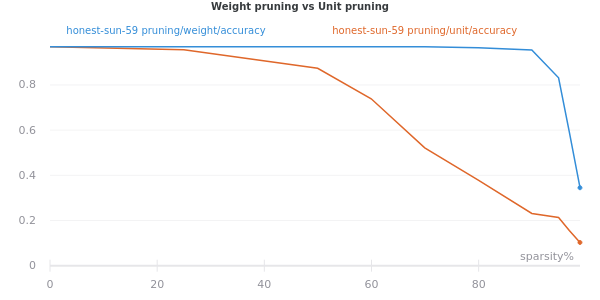 Weight pruning vs Unit pruning
honest-sun-59 pruning/weight/accuracy honest-sun-59 pruning/unit/accuracy
0.8
0.6
0.4
0.2
sparsity%
0
0 20 40 60 80